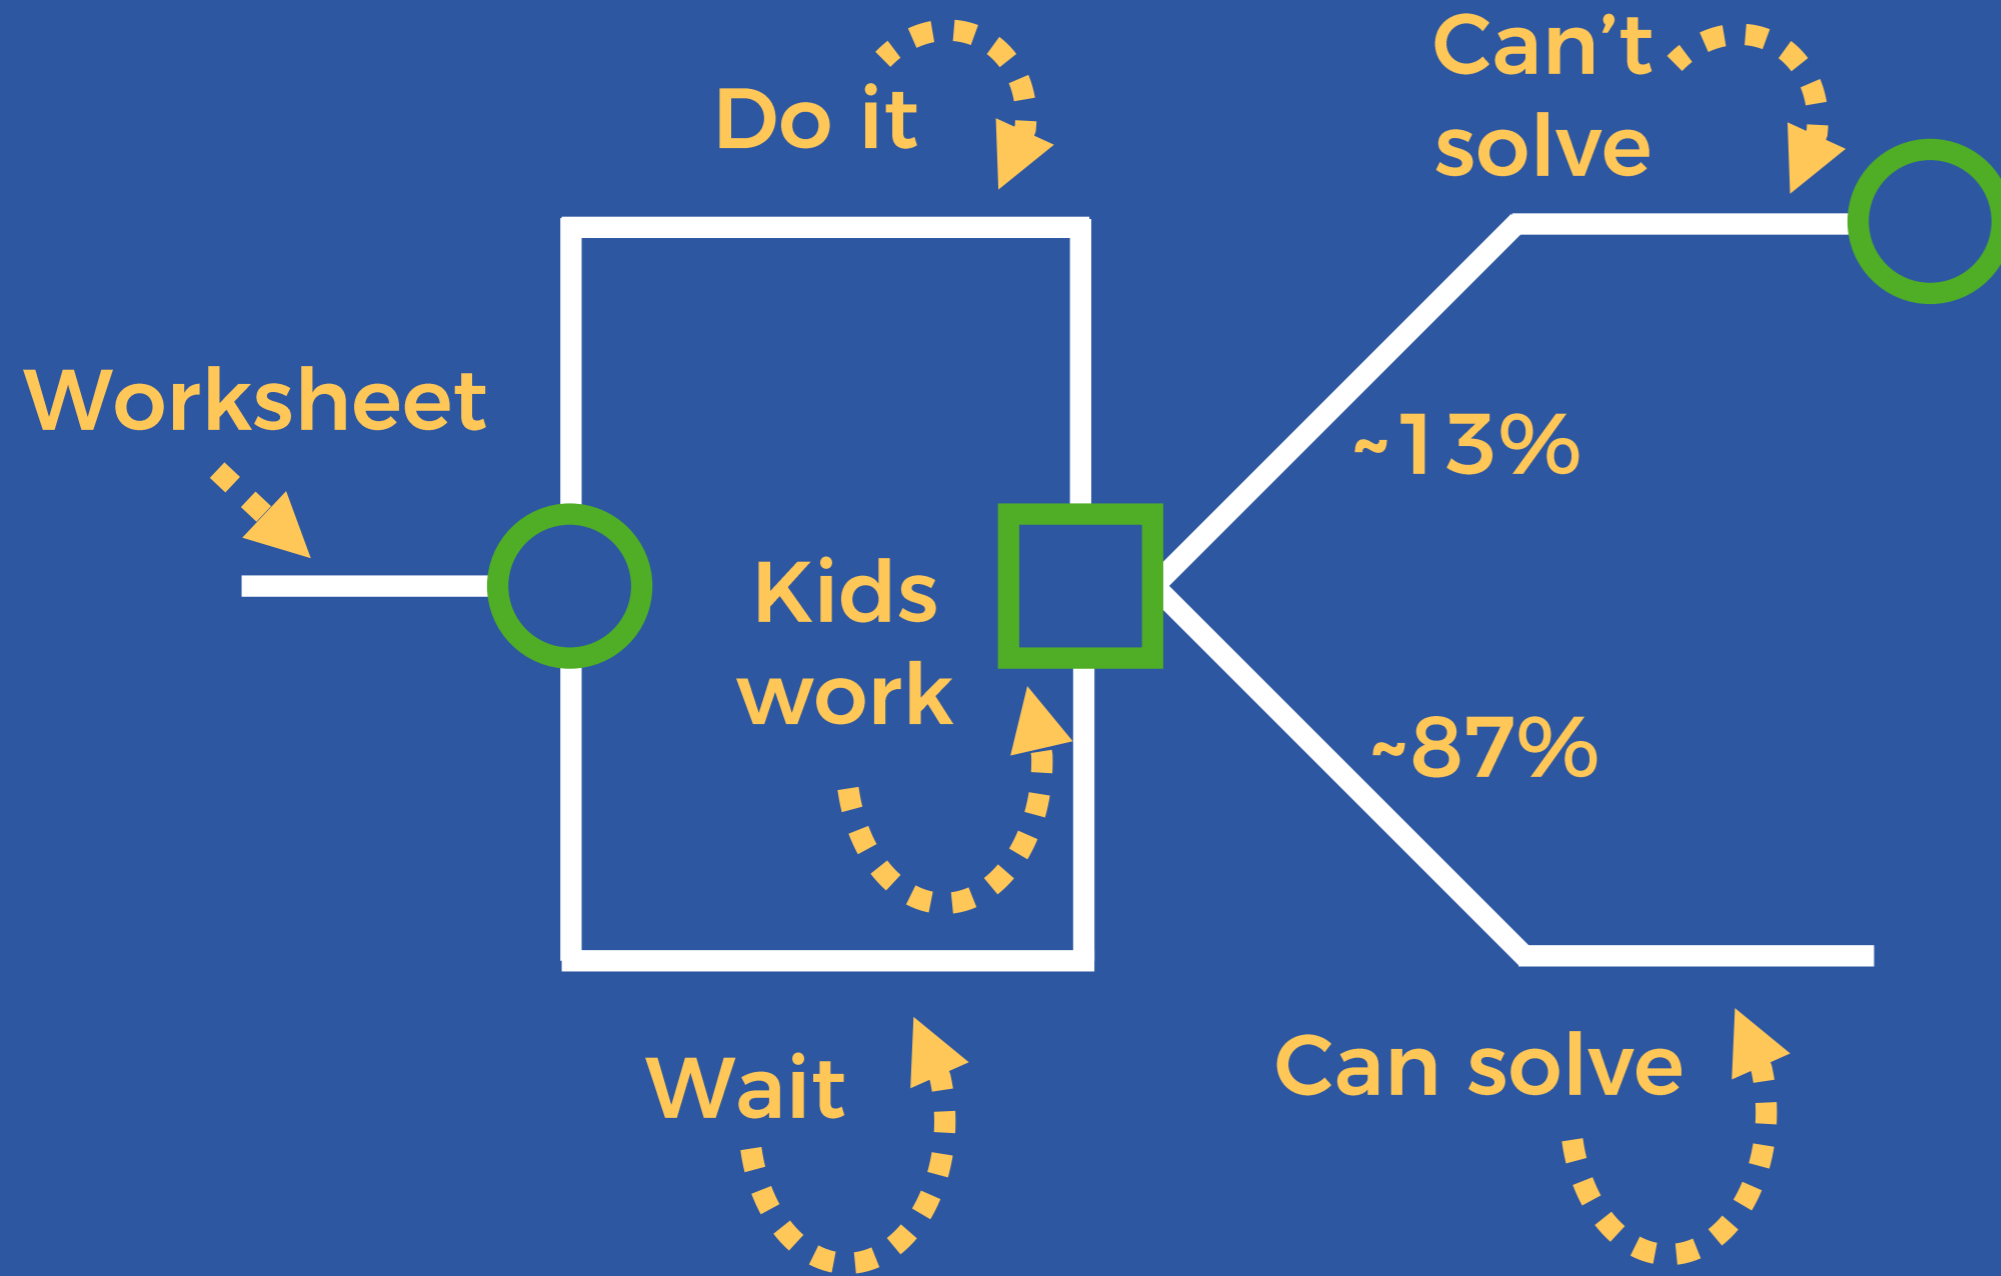 Do it
Can't
solve
Worksheet
~13%
Kids
work
~87%
Wait
Can solve